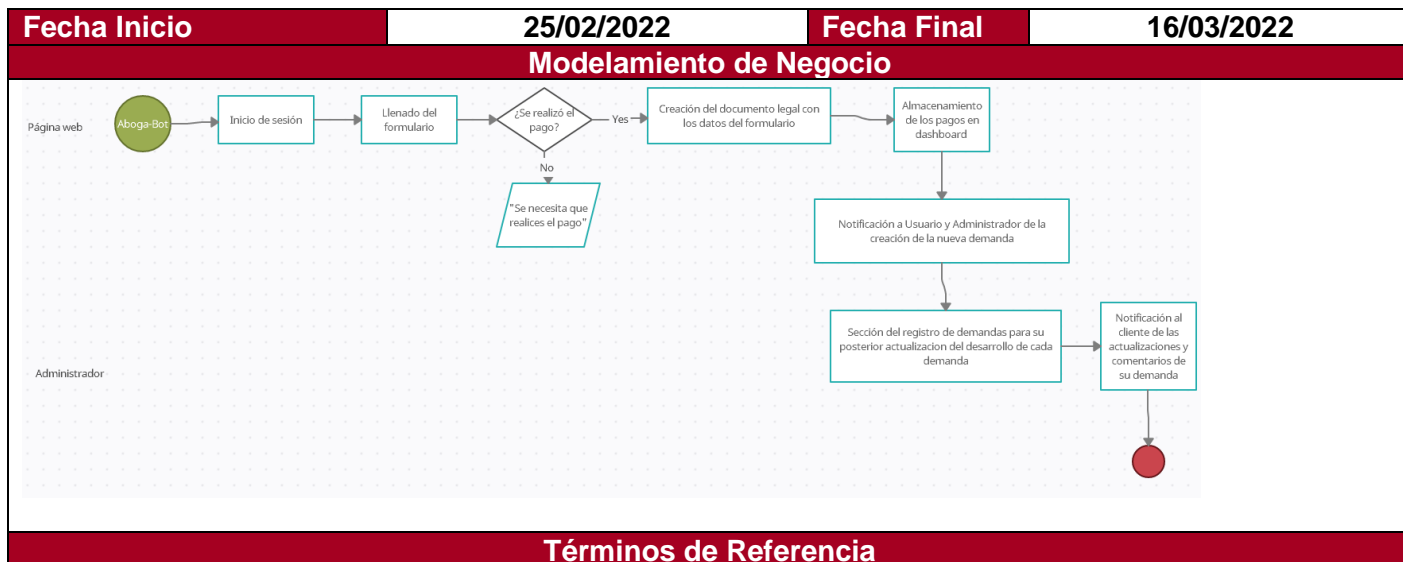 Fecha Inicio 25/02/2022 Fecha Final 16/03/2022
Modelamiento de Negocio
Página web
Aboga-Bot
Inicio de sesión
Llenado del
formulario
¿Se realizó el
pago?
Yes
No
"Se necesita que
realices el pago"
Creación del documento legal con
los datos del formulario
Almacenamiento
de los pagos en
dashboard
Notificación a Usuario y Administrador de la
creación de la nueva demanda
Sección del registro de demandas para su
posterior actualizacion del desarrollo de cada
demanda
Notificación al
cliente de las
actualizaciones y
comentarios de
su demanda
Administrador
Términos de Referencia